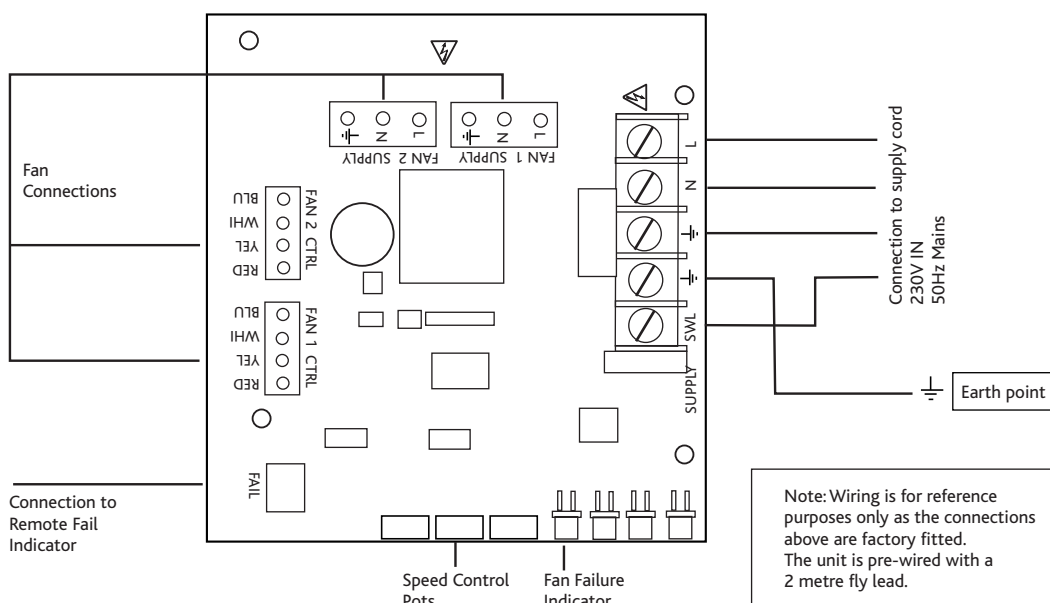 L N
FAN 2 SUPPLY
L N
FAN 1 SUPPLY
Fan
Connections
BLU
WHI
YEL
RED
FAN 2 CTRL
BLU
WHI
YEL
RED
FAN 1 CTRL
L
N
SWL
SUPPLY
Connection to supply cord
230V IN
50Hz Mains
Earth point
FAIL
Connection to
Remote Fail
Indicator
Speed Control
Pots
Fan Failure
Indicator
Note: Wiring is for reference
purposes only as the connections
above are factory fitted.
The unit is pre-wired with a
2 metre fly lead.